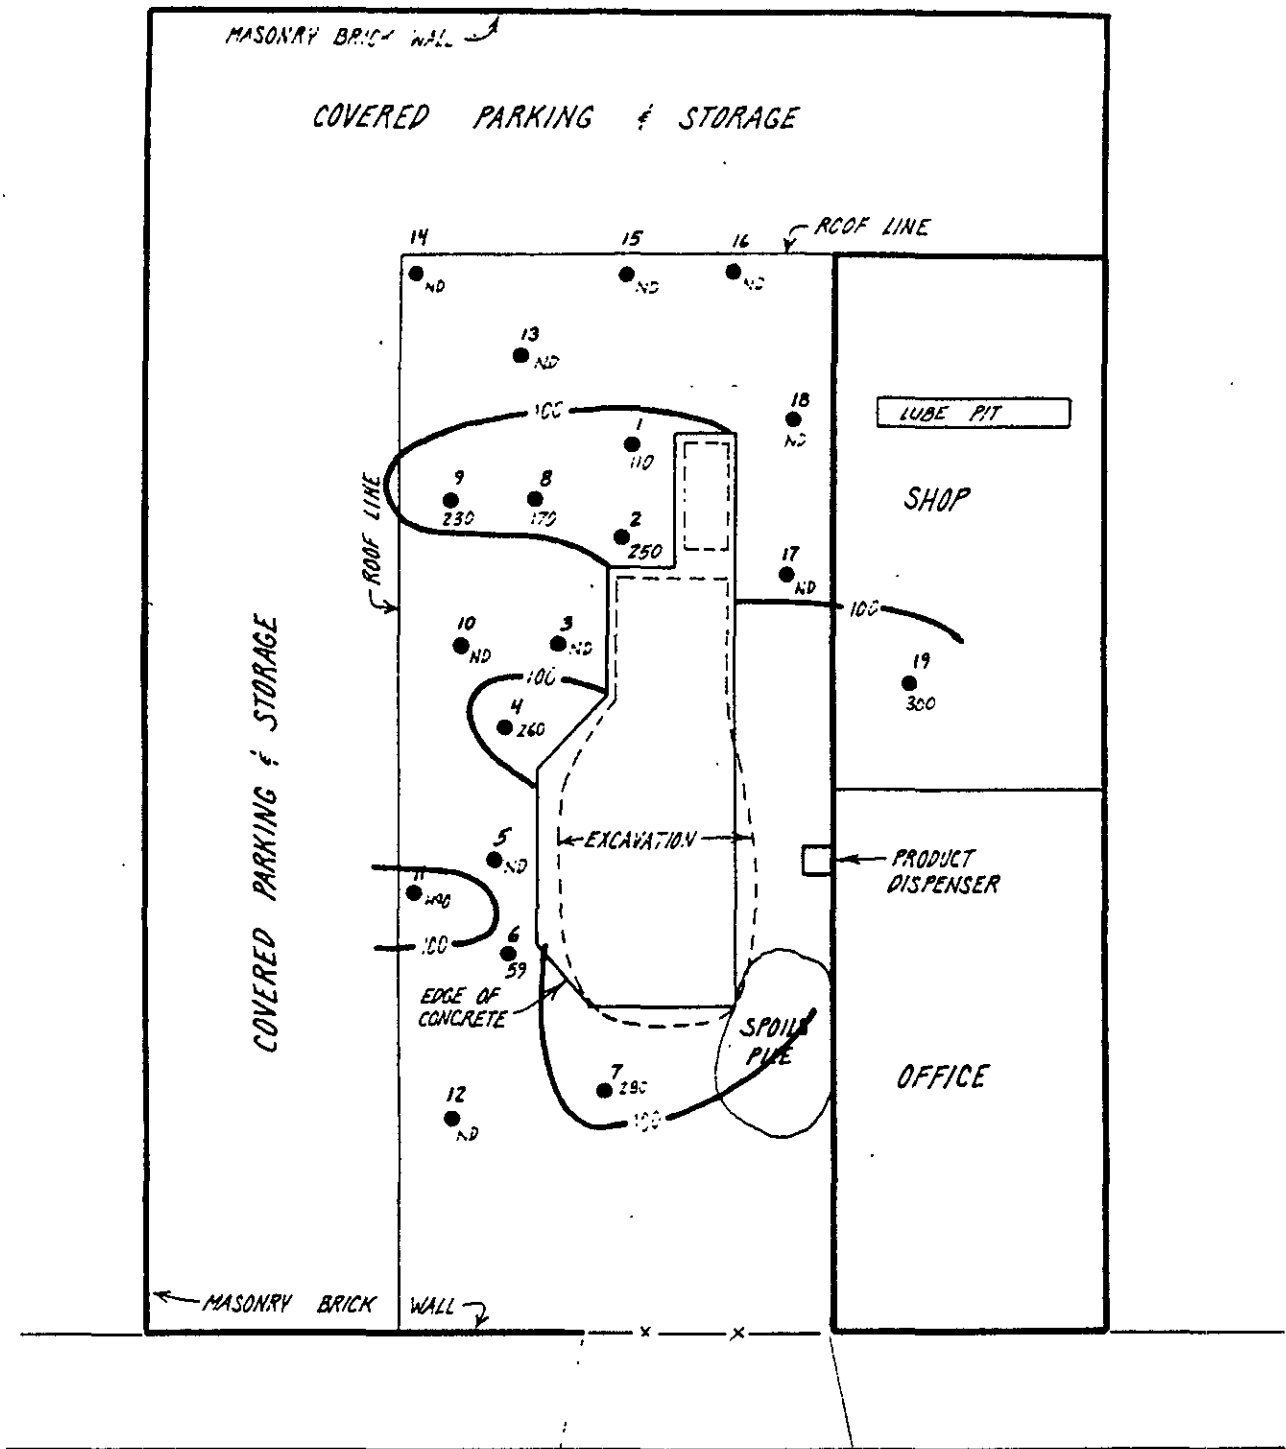 MASONRY BRICK WALL
COVERED PARKING & STORAGE
ROOF LINE
14
ND
15
ND
16
ND
13
ND
100
1
110
18
ND
LUBE PIT
SHOP
9
230
8
170
2
250
ROOF LINE
17
ND
100
10
ND
3
ND
19
300
100
4
260
COVERED PARKING & STORAGE
EXCAVATION
5
ND
PRODUCT
DISPENSER
11
100
6
59
EDGE OF
CONCRETE
SPOILS
PILE
7
OFFICE
12
ND
100
MASONRY BRICK WALL
x
x